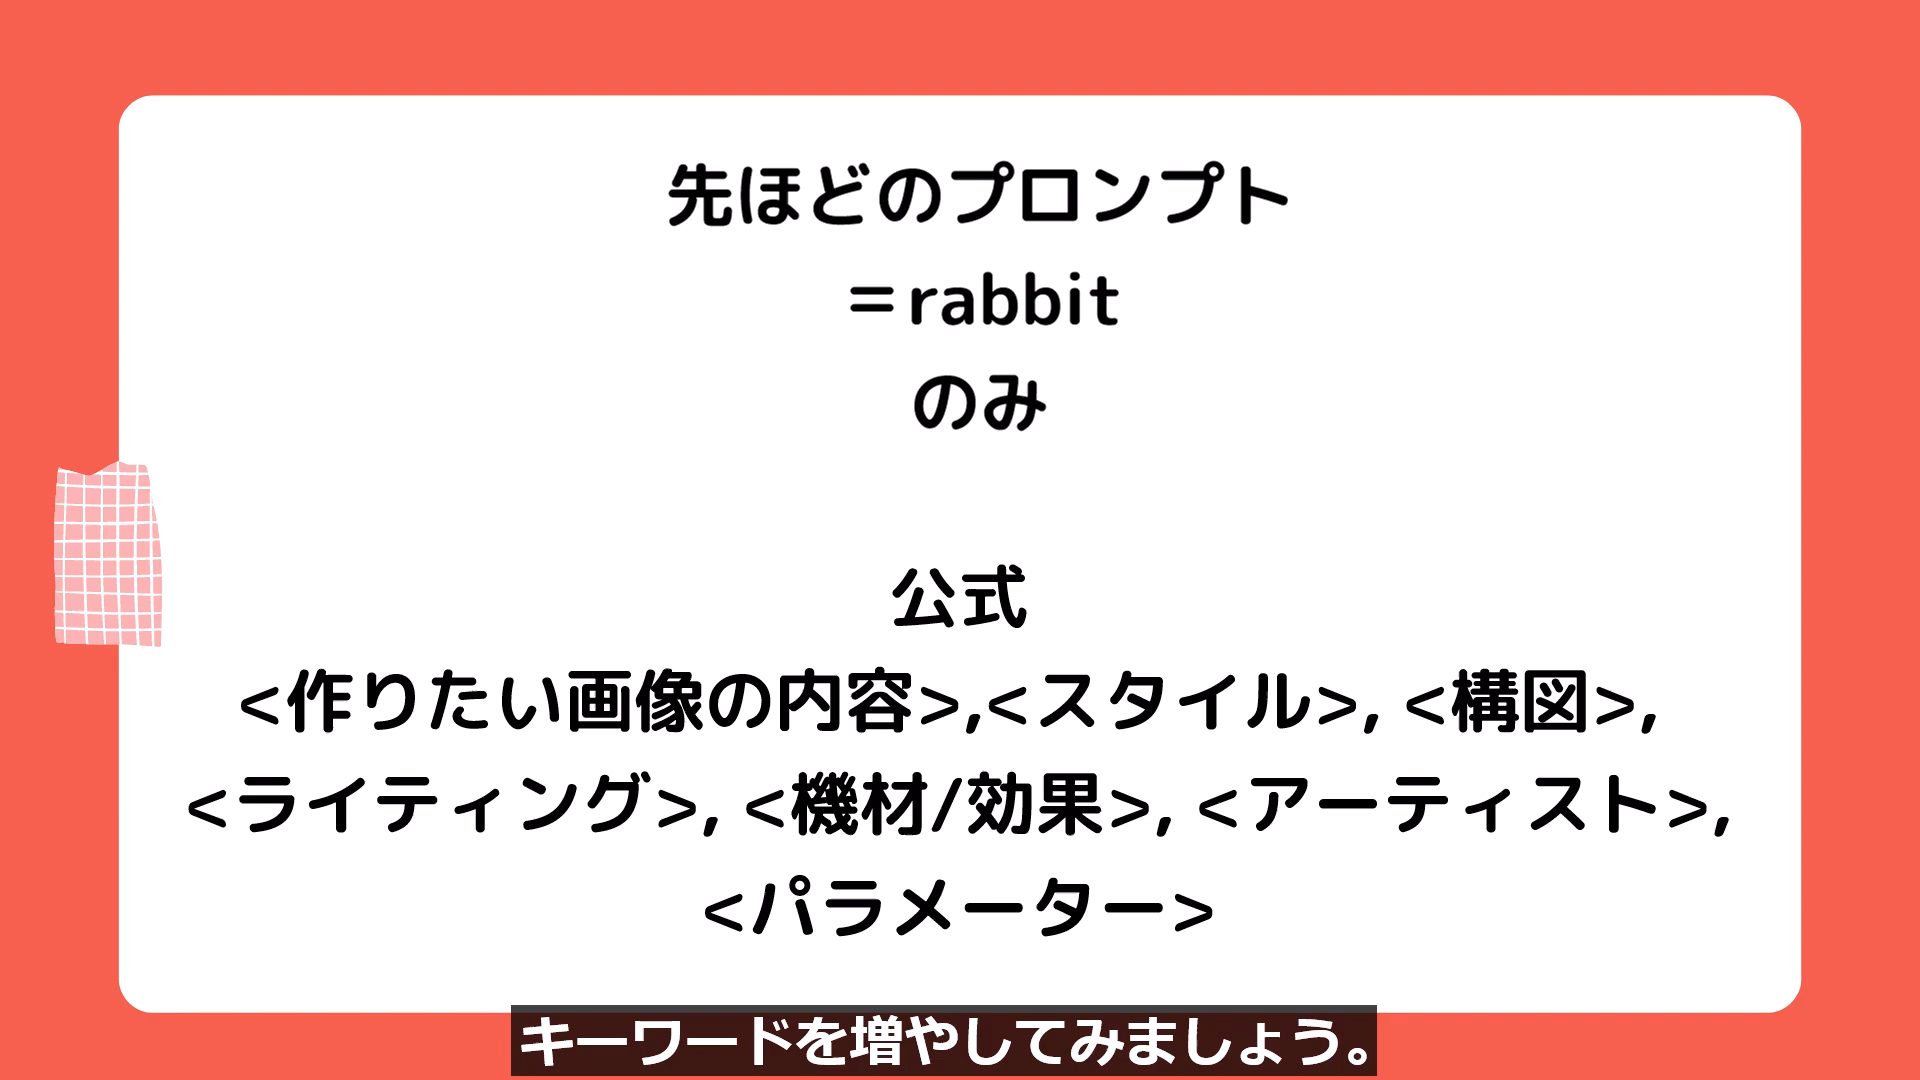 先ほどのプロンプト
＝rabbit
のみ
公式
<作りたい画像の内容>,<スタイル>, <構図>,
<ライティング>, <機材/効果>, <アーティスト>,
<パラメーター>
キーワードを増やしてみましょう。